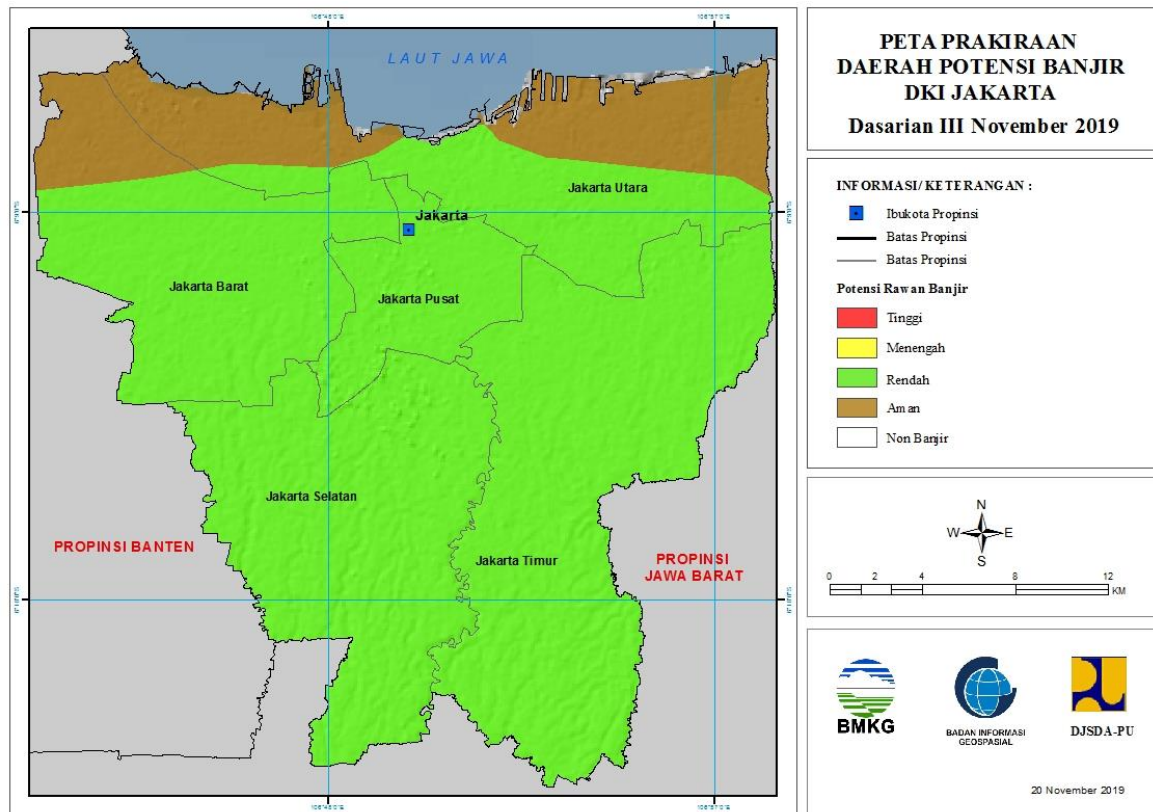 PETA PRAKIRAAN
DAERAH POTENSI BANJIR
DKI JAKARTA
Dasarian III November 2019
INFORMASI/ KETERANGAN :
Ibukota Propinsi
Batas Propinsi
Batas Propinsi
Potensi Rawan Banjir
Tinggi
Menengah
Rendah
Aman
Non Banjir
N
W E
S
0 2 4 8 12
KM
BMKG
BADAN INFORMASI
GEOSPASIAL
DJSDA-PU
20 November 2019
LAUT JAWA
Jakarta Utara
Jakarta
Jakarta Barat
Jakarta Pusat
Jakarta Selatan
Jakarta Timur
PROPINSI BANTEN
PROPINSI
JAWA BARAT